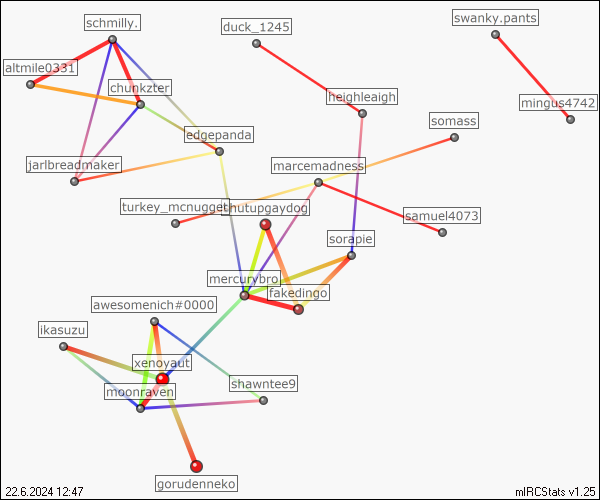 schmilly.
duck_1245
swanky.pants
altmile0331
chunkzter
heighleaigh
mingus4742
somass
edgepanda
jarlbreadmaker
marcemadness
turkey_mcnugget
hutupgaydog
samuel4073
sorapie
mercurybro
fakedingo
awesomenich#0000
ikasuzu
xenoyaut
shawntee9
moonraven
gorudenneko
22.6.2024 12:47
mIRCStats v1.25